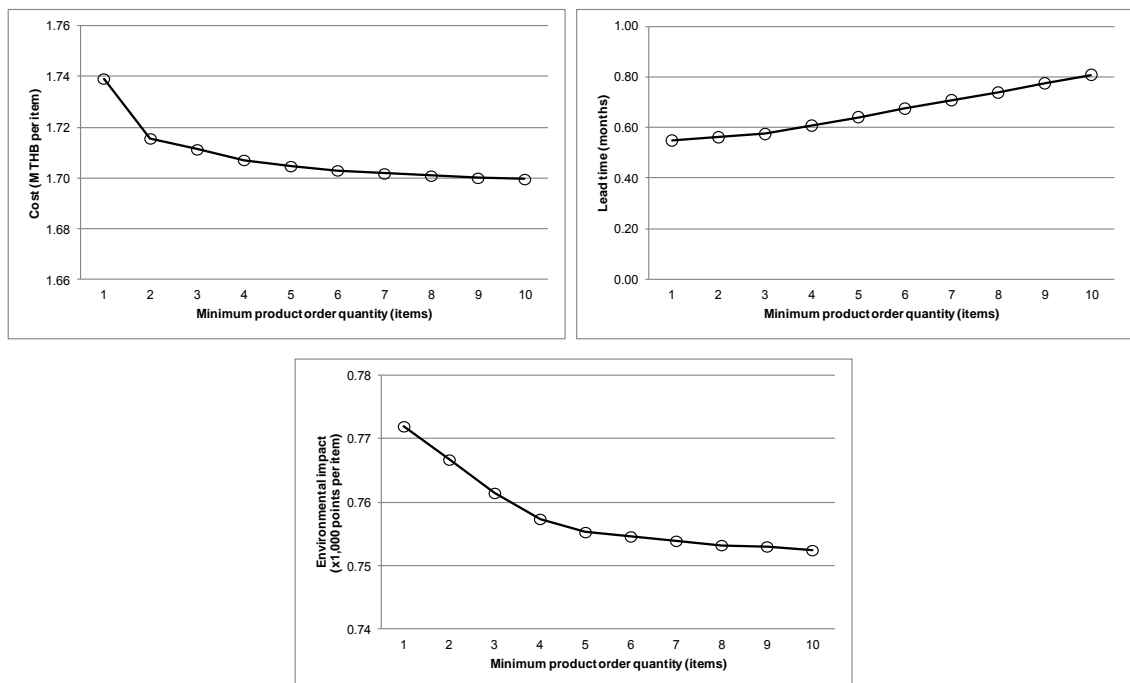 1.76
1.74
1.72
1.70
1.68
1.66
Cost (M THB per item)
1 2 3 4 5 6 7 8 9 10
Minimum product order quantity (items)
1.00
0.80
0.60
0.40
0.20
0.00
Lead time (months)
1 2 3 4 5 6 7 8 9 10
Minimum product order quantity (items)
0.78
0.77
0.76
0.75
0.74
Environmental impact
(x1,000 points per item)
1 2 3 4 5 6 7 8 9 10
Minimum product order quantity (items)